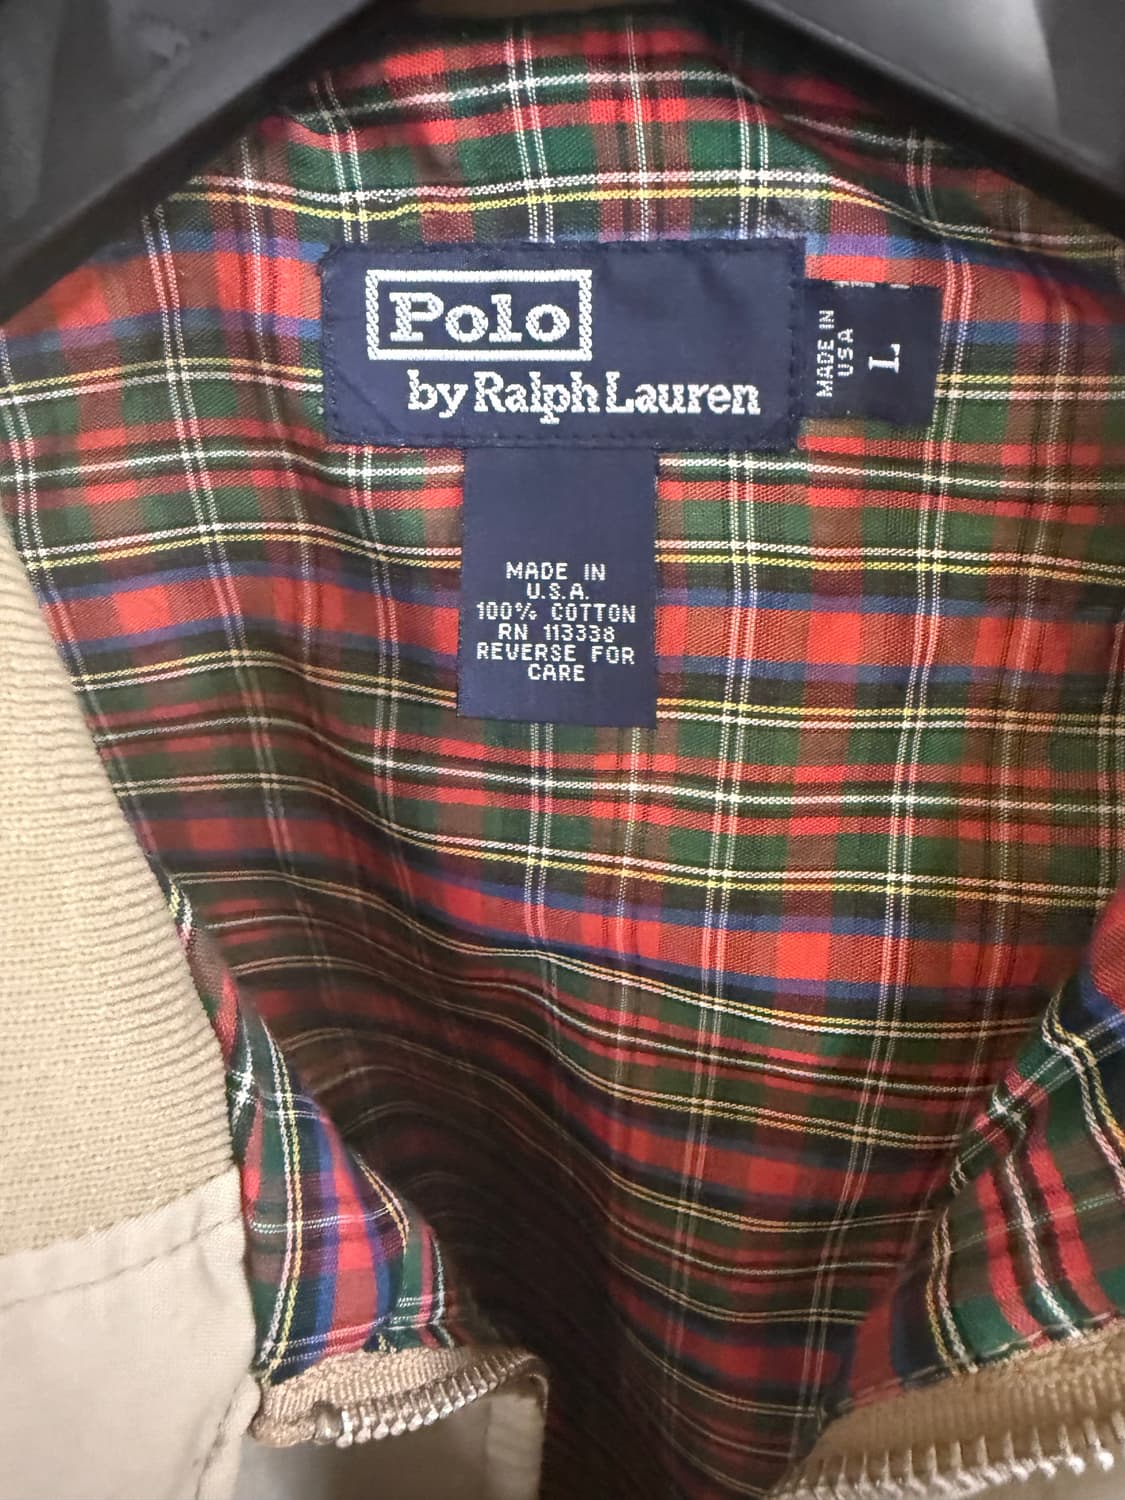 Polo
by Ralph Lauren
MADE IN
USA
L
MADE IN
U.S.A.
100% COTTON
RN 113338
REVERSE FOR
CARE